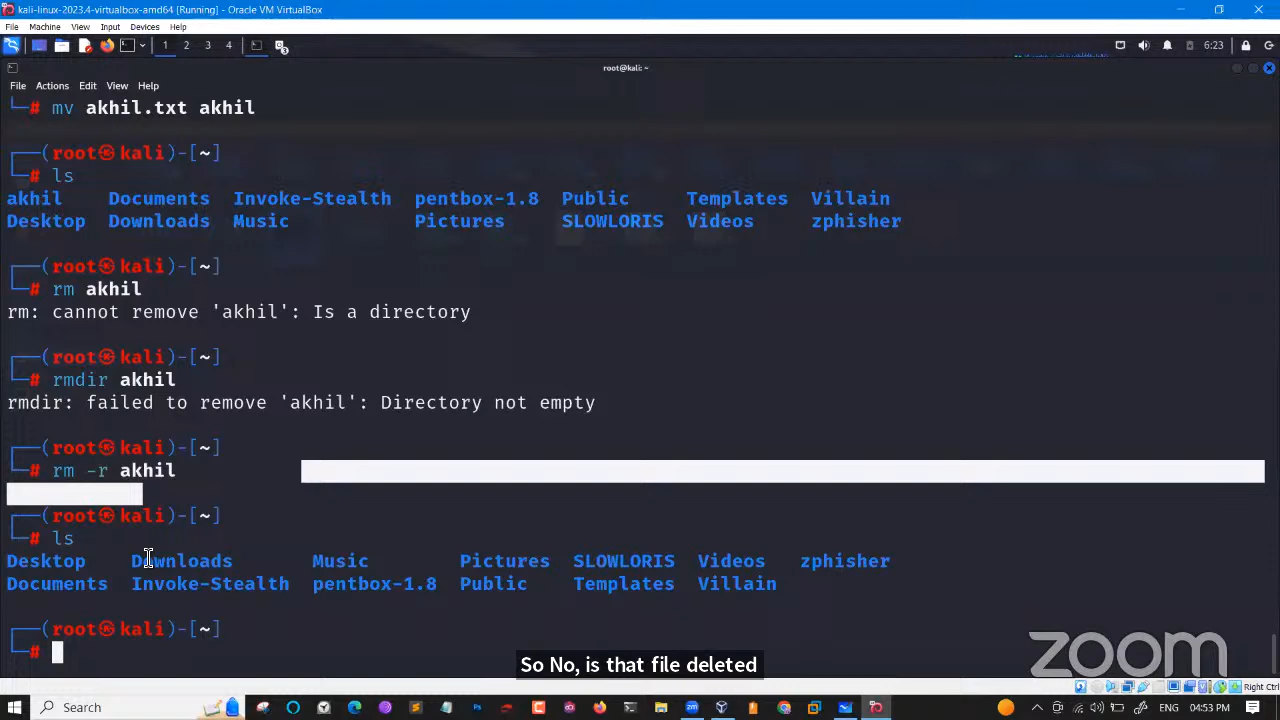 kali-linux-2023.4-virtualbox-amd64 [Running] - Oracle VM VirtualBox
File Machine View Input Devices Help
1 2 3 4
6:23
root@kali: ~
File Actions Edit View Help
└─# mv akhil.txt akhil
┌──(root㉿kali)-[~]
└─# ls
akhil Documents Invoke-Stealth pentbox-1.8 Public Templates Villain
Desktop Downloads Music Pictures SLOWLORIS Videos zphisher
┌──(root㉿kali)-[~]
└─# rm akhil
rm: cannot remove 'akhil': Is a directory
┌──(root㉿kali)-[~]
└─# rmdir akhil
rmdir: failed to remove 'akhil': Directory not empty
┌──(root㉿kali)-[~]
└─# rm -r akhil
┌──(root㉿kali)-[~]
└─# ls
Desktop Downloads Music Pictures SLOWLORIS Videos zphisher
Documents Invoke-Stealth pentbox-1.8 Public Templates Villain
┌──(root㉿kali)-[~]
└─#
So No, is that file deleted
zoom
Right Ctrl
Search
ENG
04:53 PM